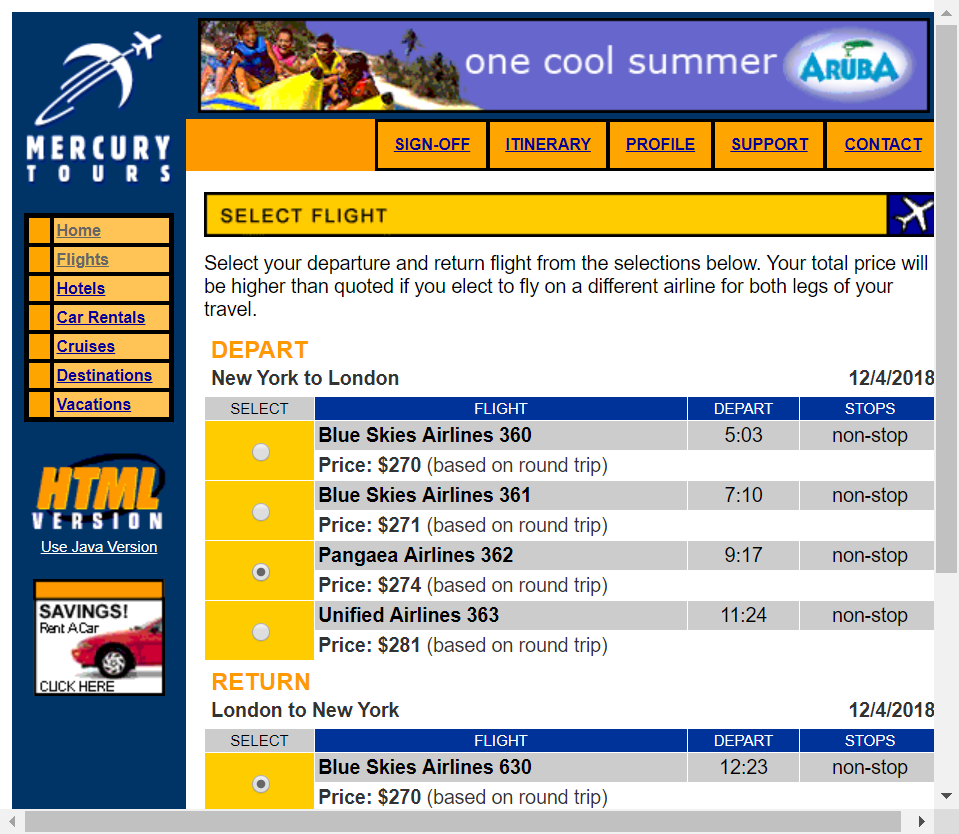 one cool summer ARUBA
MERCURY
TOURS
SIGN-OFF ITINERARY PROFILE SUPPORT CONTACT
SELECT FLIGHT
Home
Flights
Hotels
Car Rentals
Cruises
Destinations
Vacations
HTML
VERSION
Use Java Version
SAVINGS!
Rent A Car
CLICK HERE
Select your departure and return flight from the selections below. Your total price will
be higher than quoted if you elect to fly on a different airline for both legs of your
travel.
DEPART
New York to London 12/4/2018
SELECT FLIGHT DEPART STOPS
Blue Skies Airlines 360 5:03 non-stop
Price: $270 (based on round trip)
Blue Skies Airlines 361 7:10 non-stop
Price: $271 (based on round trip)
Pangaea Airlines 362 9:17 non-stop
Price: $274 (based on round trip)
Unified Airlines 363 11:24 non-stop
Price: $281 (based on round trip)
RETURN
London to New York 12/4/2018
SELECT FLIGHT DEPART STOPS
Blue Skies Airlines 630 12:23 non-stop
Price: $270 (based on round trip)